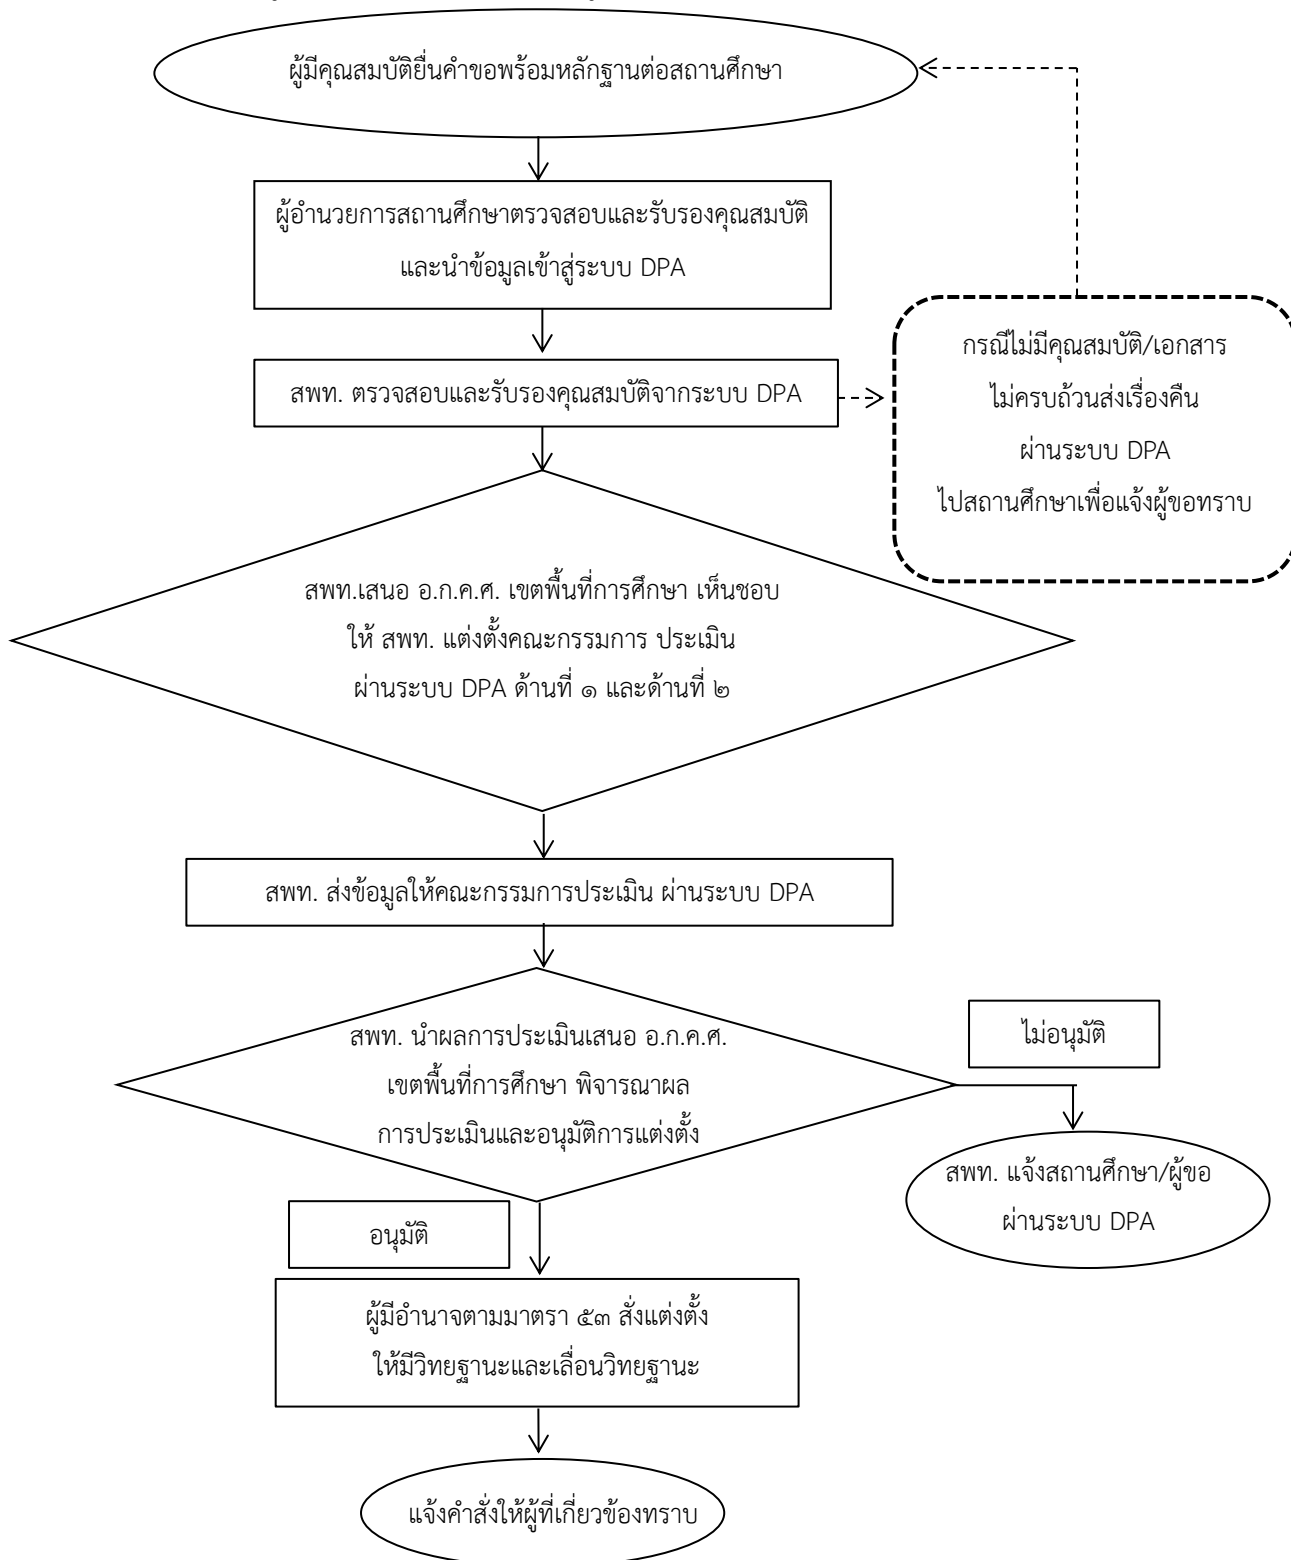 ผู้มีคุณสมบัติยื่นคำขอพร้อมหลักฐานต่อสถานศึกษา
ผู้อำนวยการสถานศึกษาตรวจสอบและรับรองคุณสมบัติ
และนำข้อมูลเข้าสู่ระบบ DPA
สพท. ตรวจสอบและรับรองคุณสมบัติจากระบบ DPA
กรณีไม่มีคุณสมบัติ/เอกสาร
ไม่ครบถ้วนส่งเรื่องคืน
ผ่านระบบ DPA
ไปสถานศึกษาเพื่อแจ้งผู้ขอทราบ
สพท.เสนอ อ.ก.ค.ศ. เขตพื้นที่การศึกษา เห็นชอบ
ให้ สพท. แต่งตั้งคณะกรรมการ ประเมิน
ผ่านระบบ DPA ด้านที่ ๑ และด้านที่ ๒
สพท. ส่งข้อมูลให้คณะกรรมการประเมิน ผ่านระบบ DPA
สพท. นำผลการประเมินเสนอ อ.ก.ค.ศ.
เขตพื้นที่การศึกษา พิจารณาผล
การประเมินและอนุมัติการแต่งตั้ง
ไม่อนุมัติ
สพท. แจ้งสถานศึกษา/ผู้ขอ
ผ่านระบบ DPA
อนุมัติ
ผู้มีอำนาจตามมาตรา ๕๓ สั่งแต่งตั้ง
ให้มีวิทยฐานะและเลื่อนวิทยฐานะ
แจ้งคำสั่งให้ผู้ที่เกี่ยวข้องทราบ